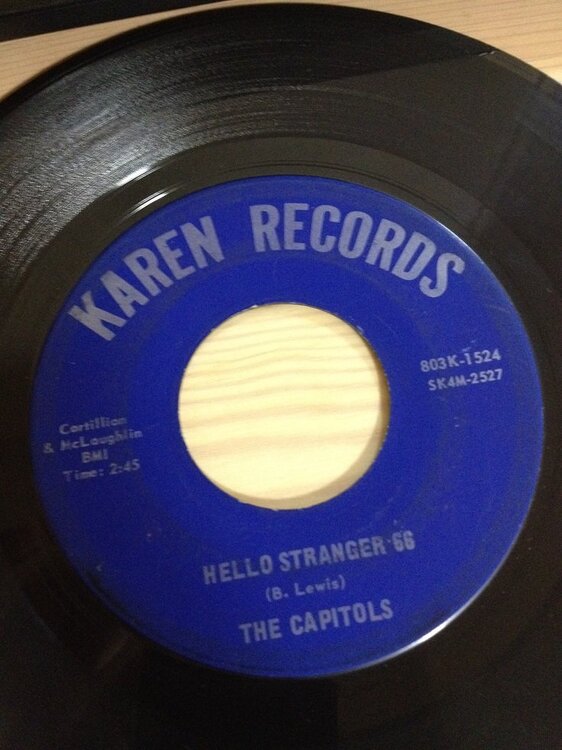 KAREN RECORDS
803K-1524
SK4M-2527
Cortillion
& McLaughlin
BMI
Time: 2:45
HELLO STRANGER 66
(B. Lewis)
THE CAPITOLS